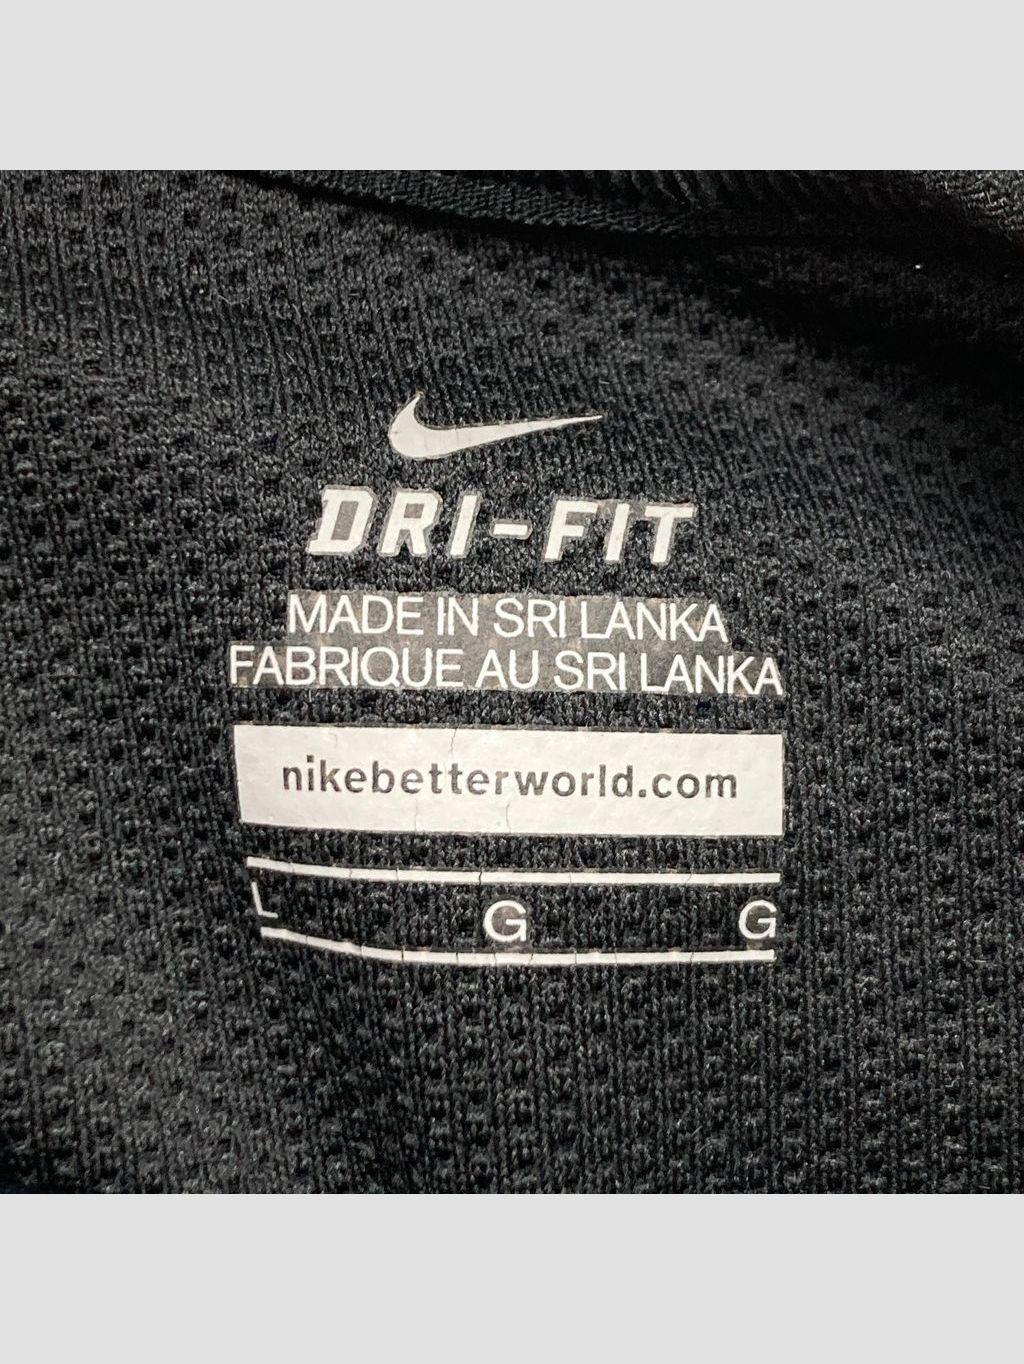 DRI-FIT
MADE IN SRI LANKA
FABRIQUE AU SRI LANKA
nikebetterworld.com
L G G